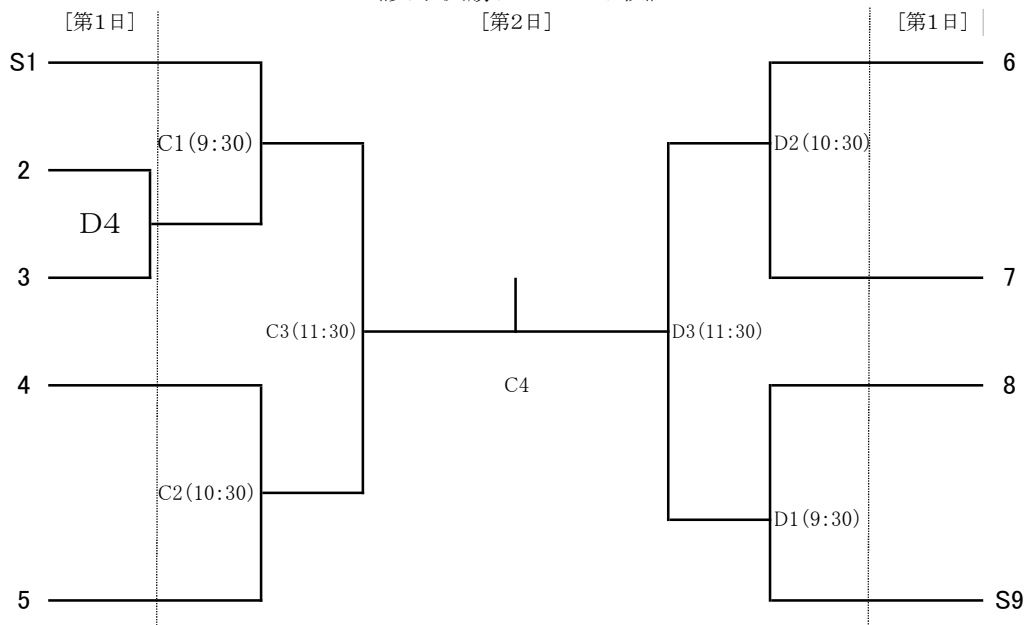 [第1日]
[第2日]
[第1日]
S1
6
C1(9:30)
D2(10:30)
2
D4
3
7
C3(11:30)
D3(11:30)
4
C4
8
C2(10:30)
D1(9:30)
5
S9